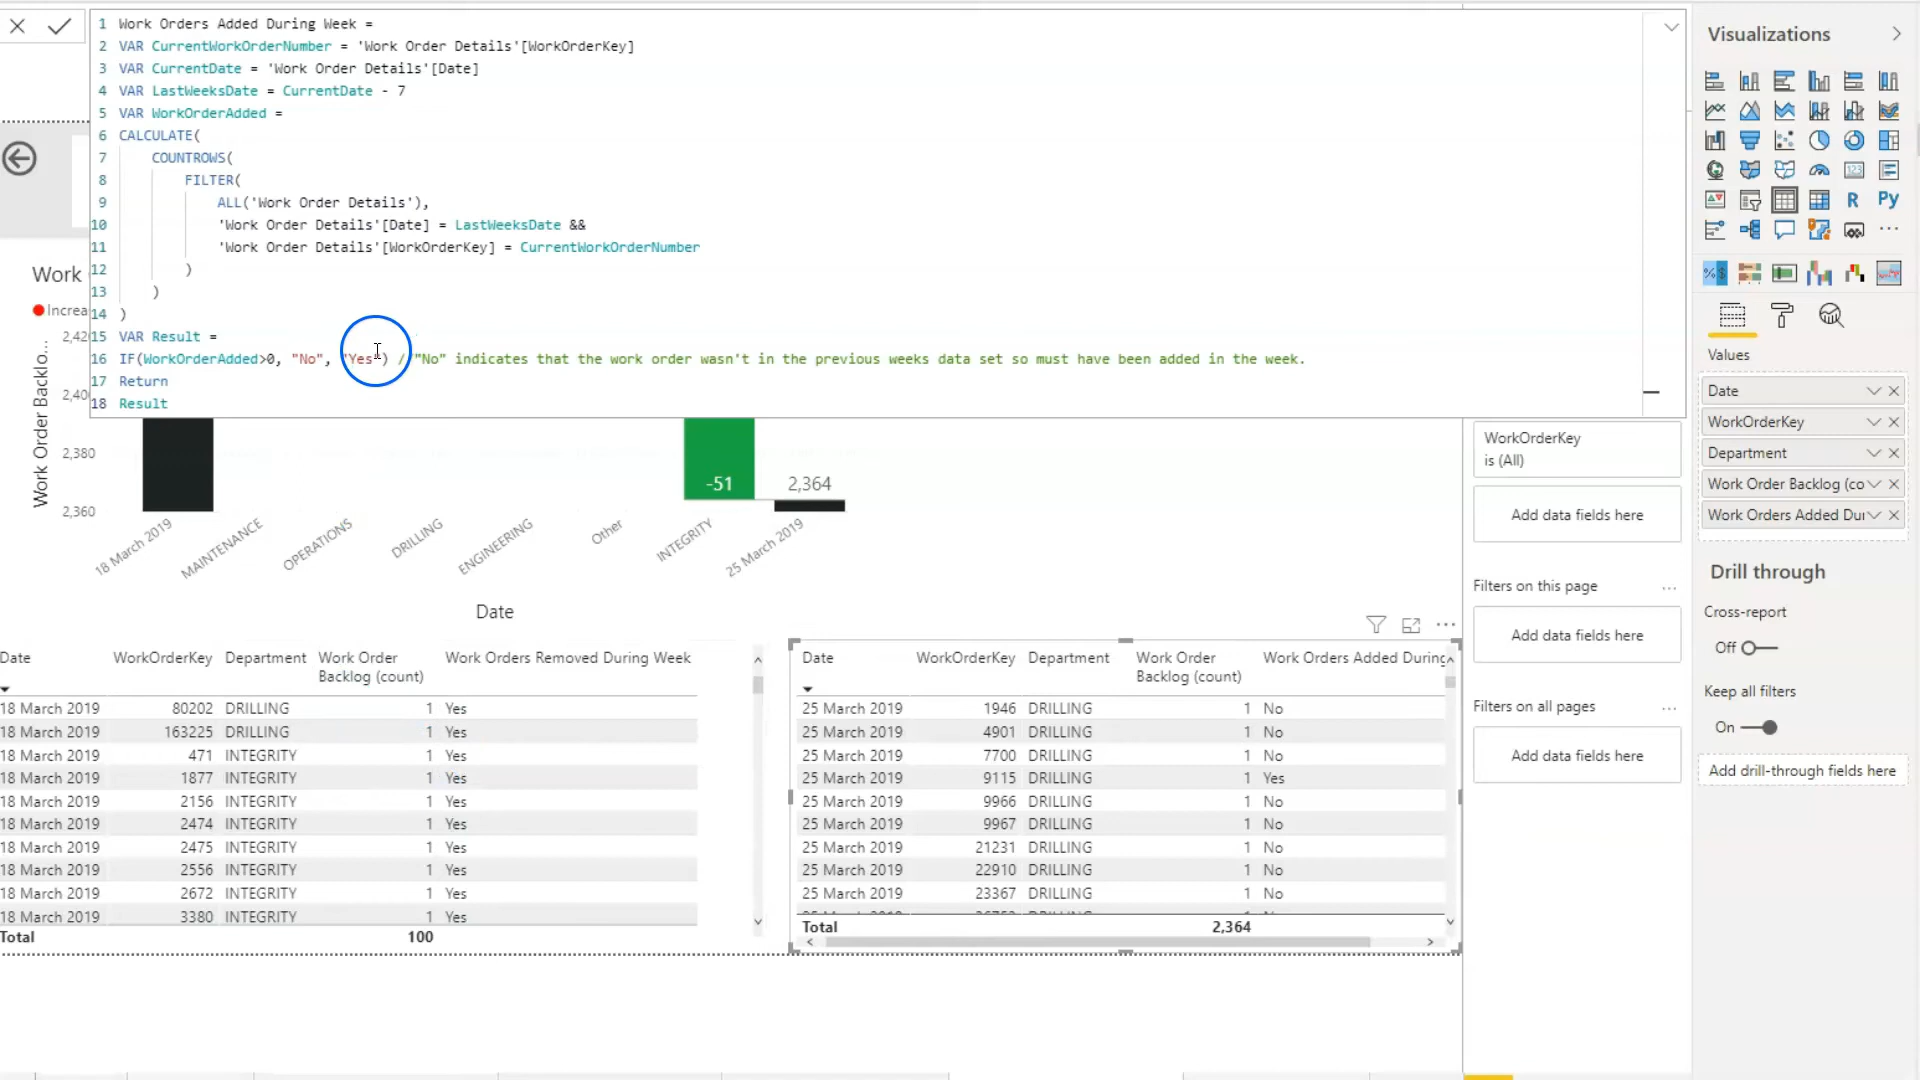 1 Work Orders Added During Week =
2 VAR CurrentWorkOrderNumber = 'Work Order Details'[WorkOrderKey]
3 VAR CurrentDate = 'Work Order Details'[Date]
4 VAR LastWeeksDate = CurrentDate - 7
5 VAR WorkOrderAdded =
6 CALCULATE(
7 COUNTROWS(
8 FILTER(
9 ALL('Work Order Details'),
10 'Work Order Details'[Date] = LastWeeksDate &&
11 'Work Order Details'[WorkOrderKey] = CurrentWorkOrderNumber
12 )
13 )
14 )
15 VAR Result =
16 IF(WorkOrderAdded>0, "No", "Yes") // "No" indicates that the work order wasn't in the previous weeks data set so must have been added in the week.
17 Return
18 Result
Work
Increa
Work Order Backlo...
2,42
2,40
2,380
2,360
-51
2,364
18 March 2019
MAINTENANCE
OPERATIONS
DRILLING
ENGINEERING
Other
INTEGRITY
25 March 2019
Date
Date WorkOrderKey Department Work Order Backlog (count) Work Orders Removed During Week
18 March 2019 80202 DRILLING 1 Yes
18 March 2019 163225 DRILLING 1 Yes
18 March 2019 471 INTEGRITY 1 Yes
18 March 2019 1877 INTEGRITY 1 Yes
18 March 2019 2156 INTEGRITY 1 Yes
18 March 2019 2474 INTEGRITY 1 Yes
18 March 2019 2475 INTEGRITY 1 Yes
18 March 2019 2556 INTEGRITY 1 Yes
18 March 2019 2672 INTEGRITY 1 Yes
18 March 2019 3380 INTEGRITY 1 Yes
Total 100
Date WorkOrderKey Department Work Order Backlog (count) Work Orders Added During
25 March 2019 1946 DRILLING 1 No
25 March 2019 4901 DRILLING 1 No
25 March 2019 7700 DRILLING 1 No
25 March 2019 9115 DRILLING 1 Yes
25 March 2019 9966 DRILLING 1 No
25 March 2019 9967 DRILLING 1 No
25 March 2019 21231 DRILLING 1 No
25 March 2019 22910 DRILLING 1 No
25 March 2019 23367 DRILLING 1 No
Total 2,364
WorkOrderKey
is (All)
Add data fields here
Filters on this page ...
Add data fields here
Filters on all pages ...
Add data fields here
Visualizations
R Py
123
Values
Date
WorkOrderKey
Department
Work Order Backlog (co
Work Orders Added Dur
Drill through
Cross-report
Off
Keep all filters
On
Add drill-through fields here